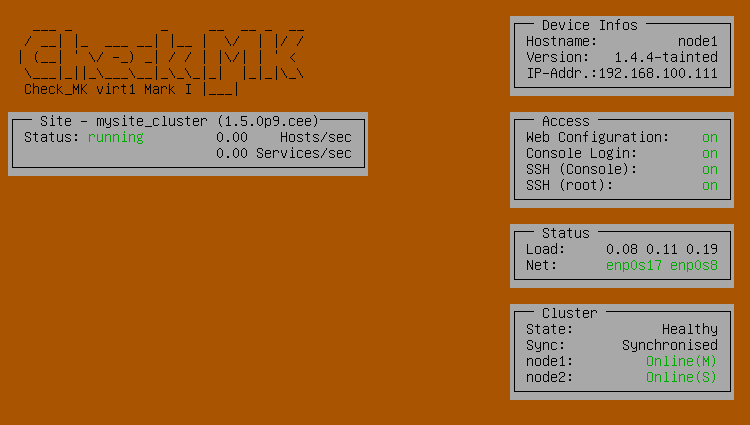 Check_MK
Check_MK virt1 Mark I
Site - mysite_cluster (1.5.0p9.cee)
Status: running 0.00 Hosts/sec
0.00 Services/sec
Device Infos
Hostname: node1
Version: 1.4.4-tainted
IP-Addr.:192.168.100.111
Access
Web Configuration: on
Console Login: on
SSH (Console): on
SSH (root): on
Status
Load: 0.08 0.11 0.19
Net: enp0s17 enp0s8
Cluster
State: Healthy
Sync: Synchronised
node1: Online(M)
node2: Online(S)